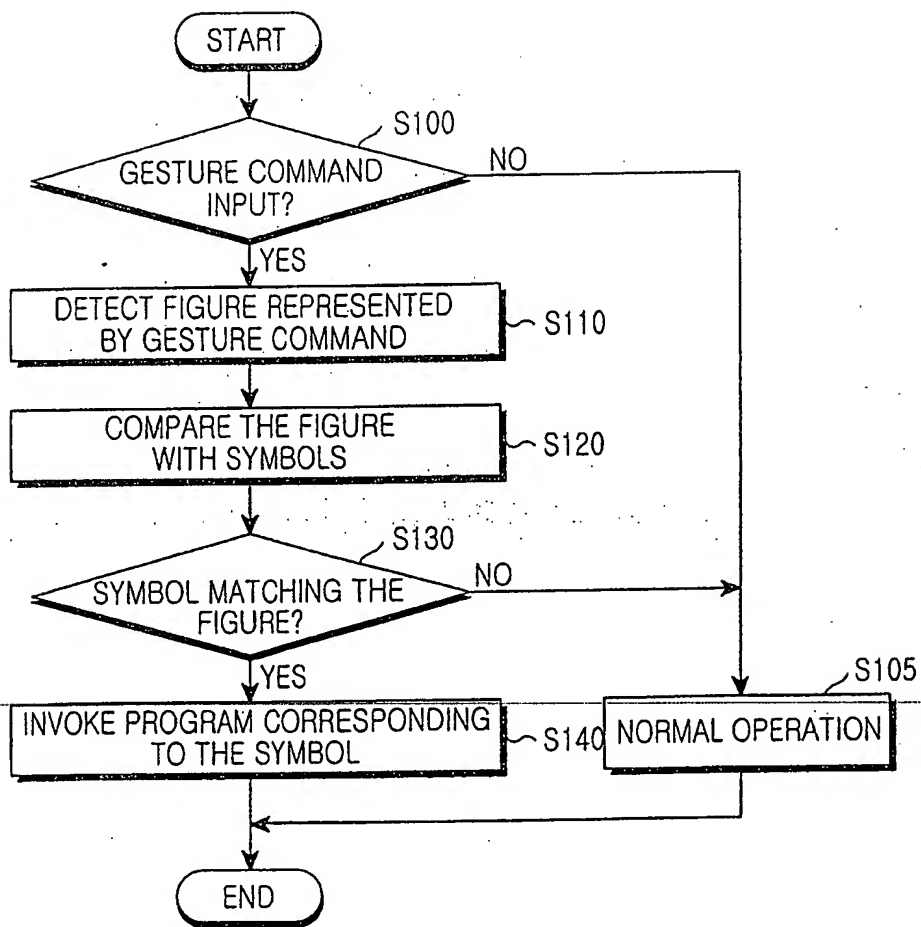 START
S100
GESTURE COMMAND
INPUT?
NO
YES
DETECT FIGURE REPRESENTED
BY GESTURE COMMAND
S110
COMPARE THE FIGURE
WITH SYMBOLS
S120
S130
SYMBOL MATCHING THE
FIGURE?
NO
YES
S105
INVOKE PROGRAM CORRESPONDING
TO THE SYMBOL
S140
NORMAL OPERATION
END